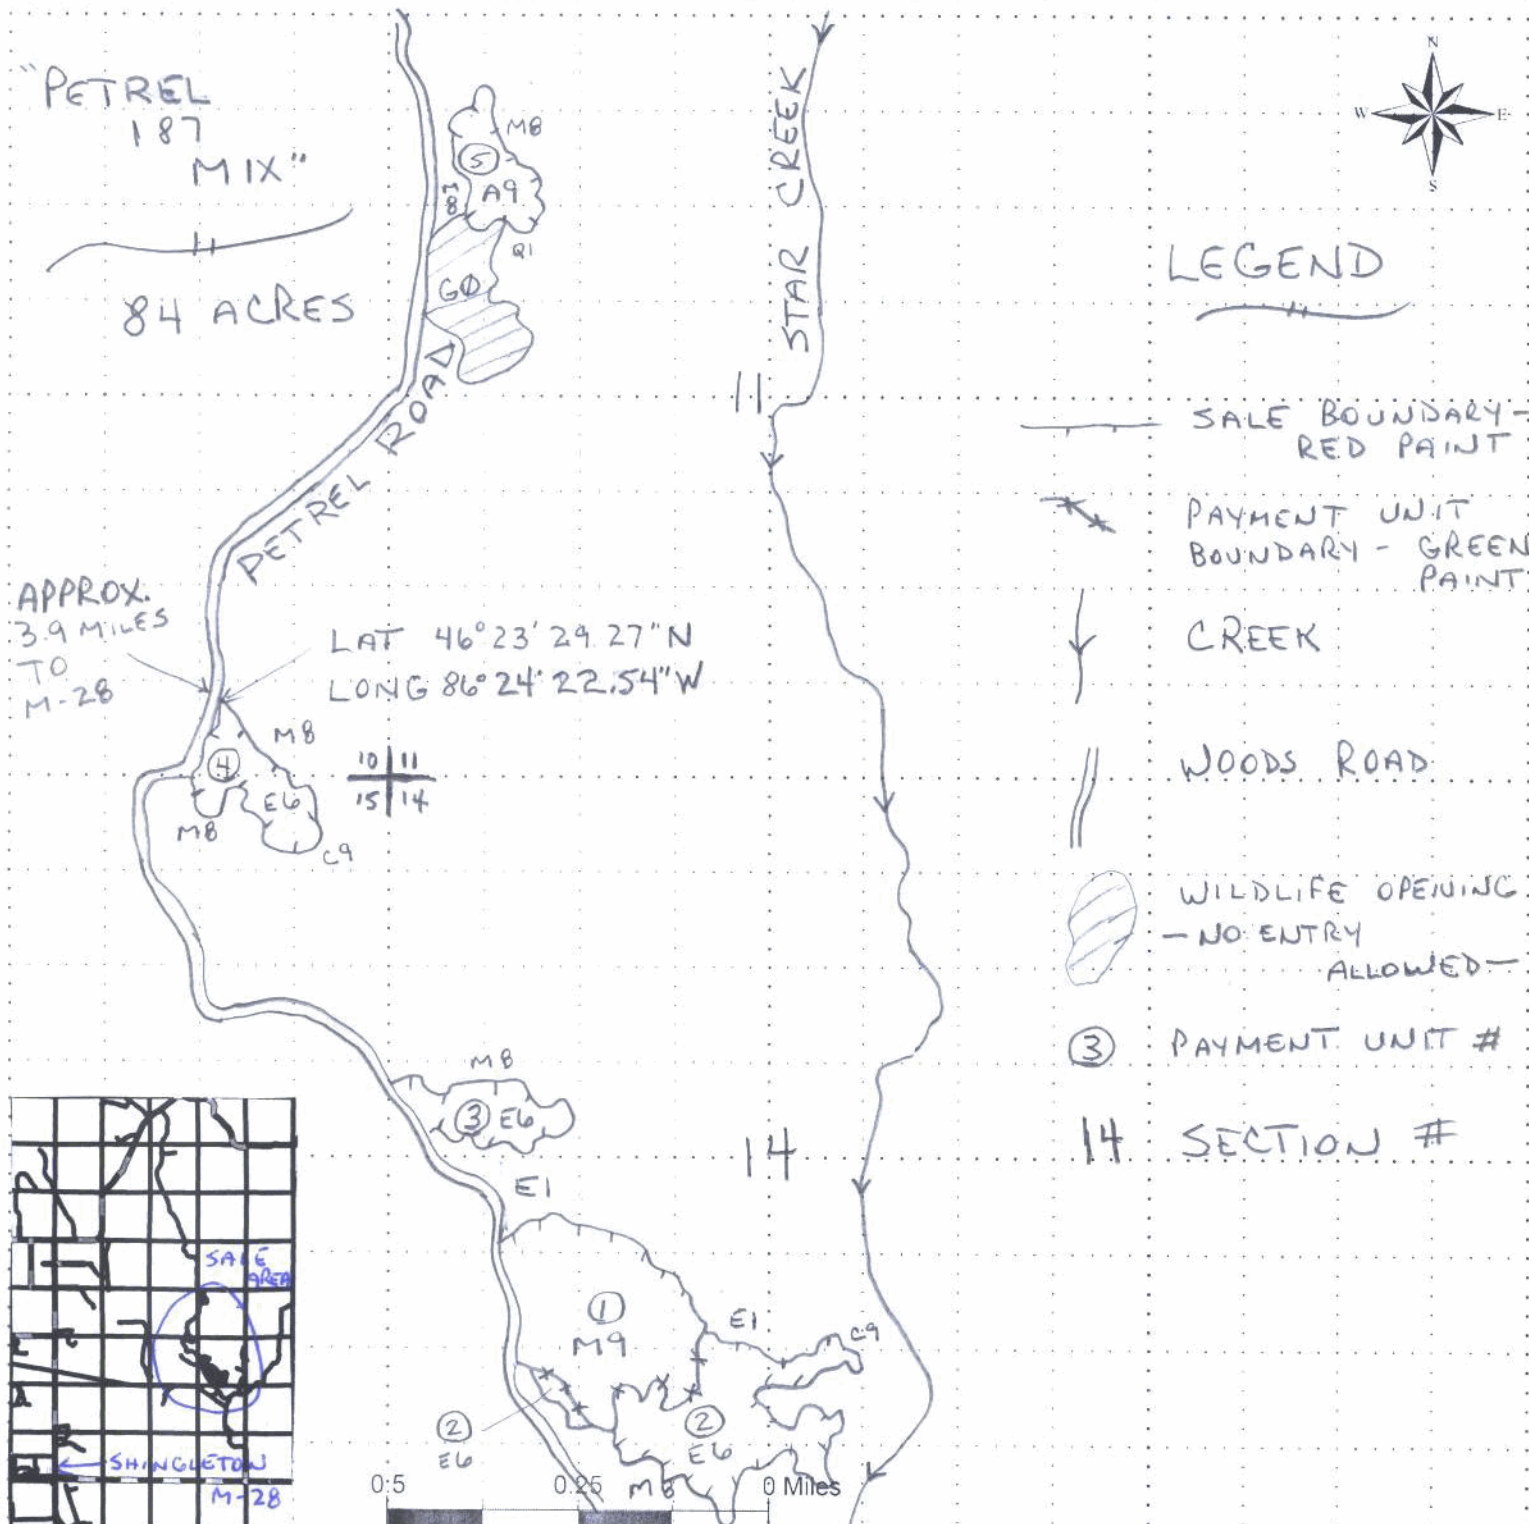 "PETREL
187
MIX"
84 ACRES
M8
5
A9
M8
Q1
GØ
PETREL ROAD
STAR CREEK
N
W
E
S
LEGEND
11
SALE BOUNDARY -
RED PAINT
PAYMENT UNIT
BOUNDARY - GREEN
PAINT
CREEK
WOODS ROAD
WILDLIFE OPENING
- NO ENTRY
ALLOWED -
3 PAYMENT UNIT #
14 SECTION #
APPROX.
3.9 MILES
TO
M-28
LAT 46° 23' 29.27" N
LONG 86° 24' 22.54" W
M8
4
E6
M8
C9
10 11
15 14
M8
3 E6
14
E1
1
M9
E1
C9
2
E6
2
E6
M8
SALE
AREA
SHINGLETON
M-28
0.5 0.25 0 Miles